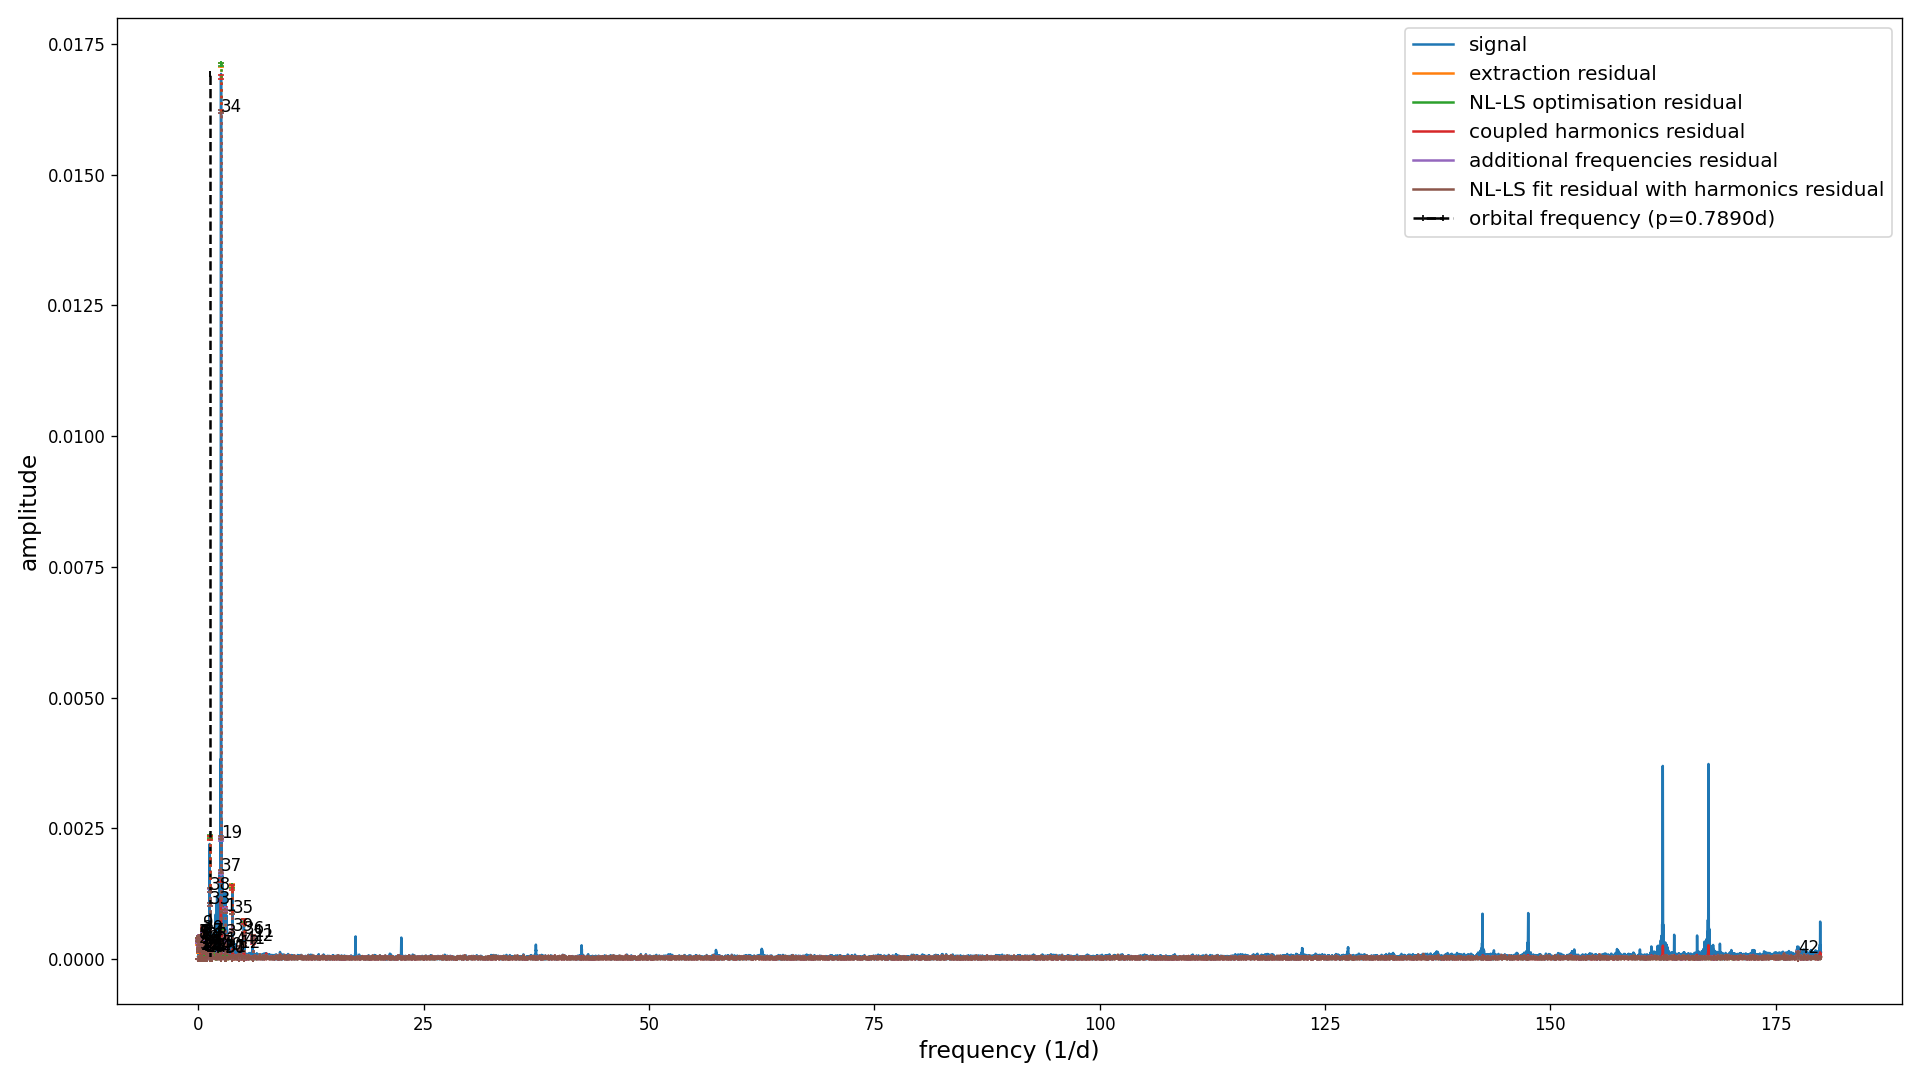 0.0175
0.0150
0.0125
0.0100
0.0075
0.0050
0.0025
0.0000
amplitude
signal
extraction residual
NL-LS optimisation residual
coupled harmonics residual
additional frequencies residual
NL-LS fit residual with harmonics residual
orbital frequency (p=0.7890d)
34
19
37
38
33
1
35
39
42
0
25
50
75
100
125
150
175
frequency (1/d)